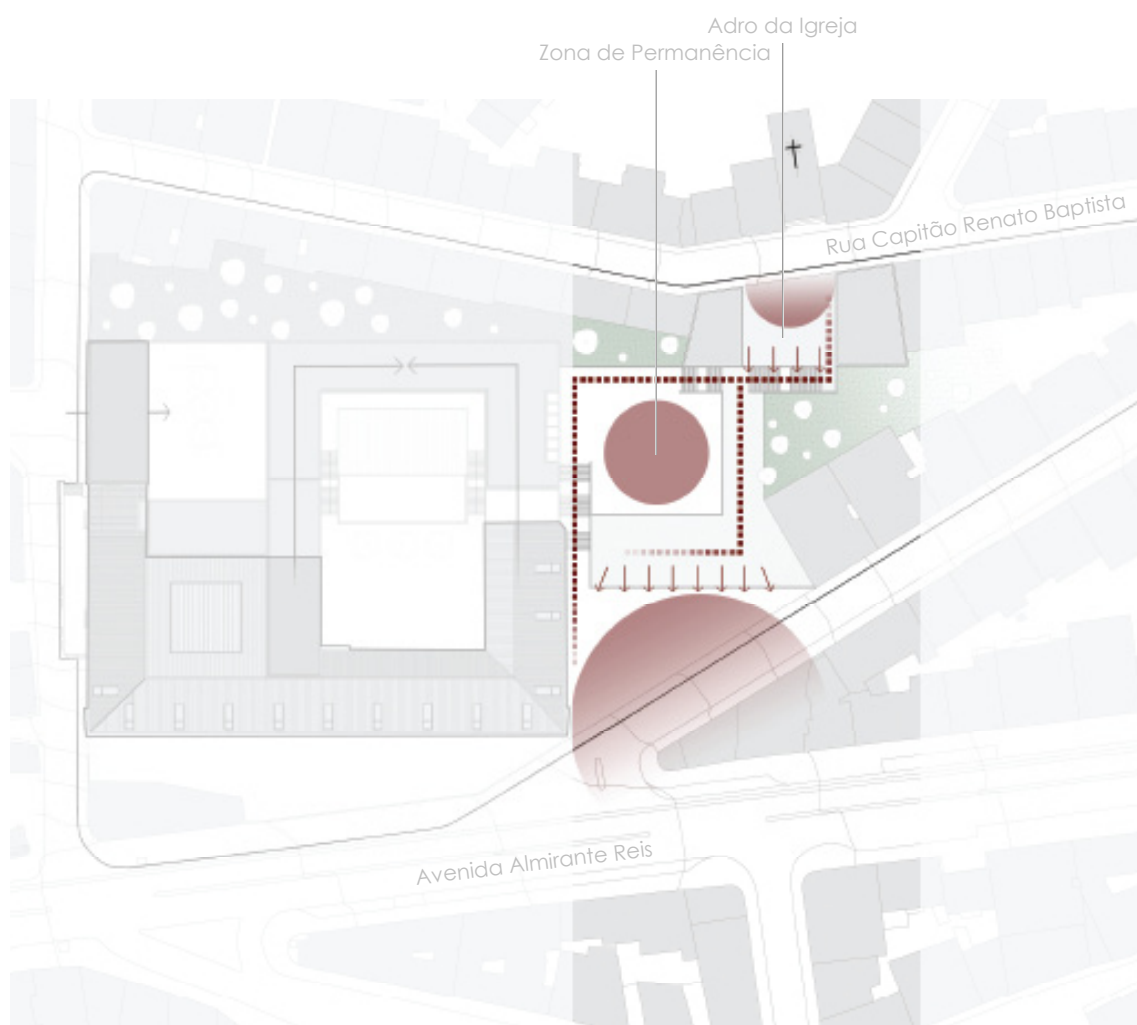 Adro da Igreja
Zona de Permanência
Rua Capitão Renato Baptista
Avenida Almirante Reis